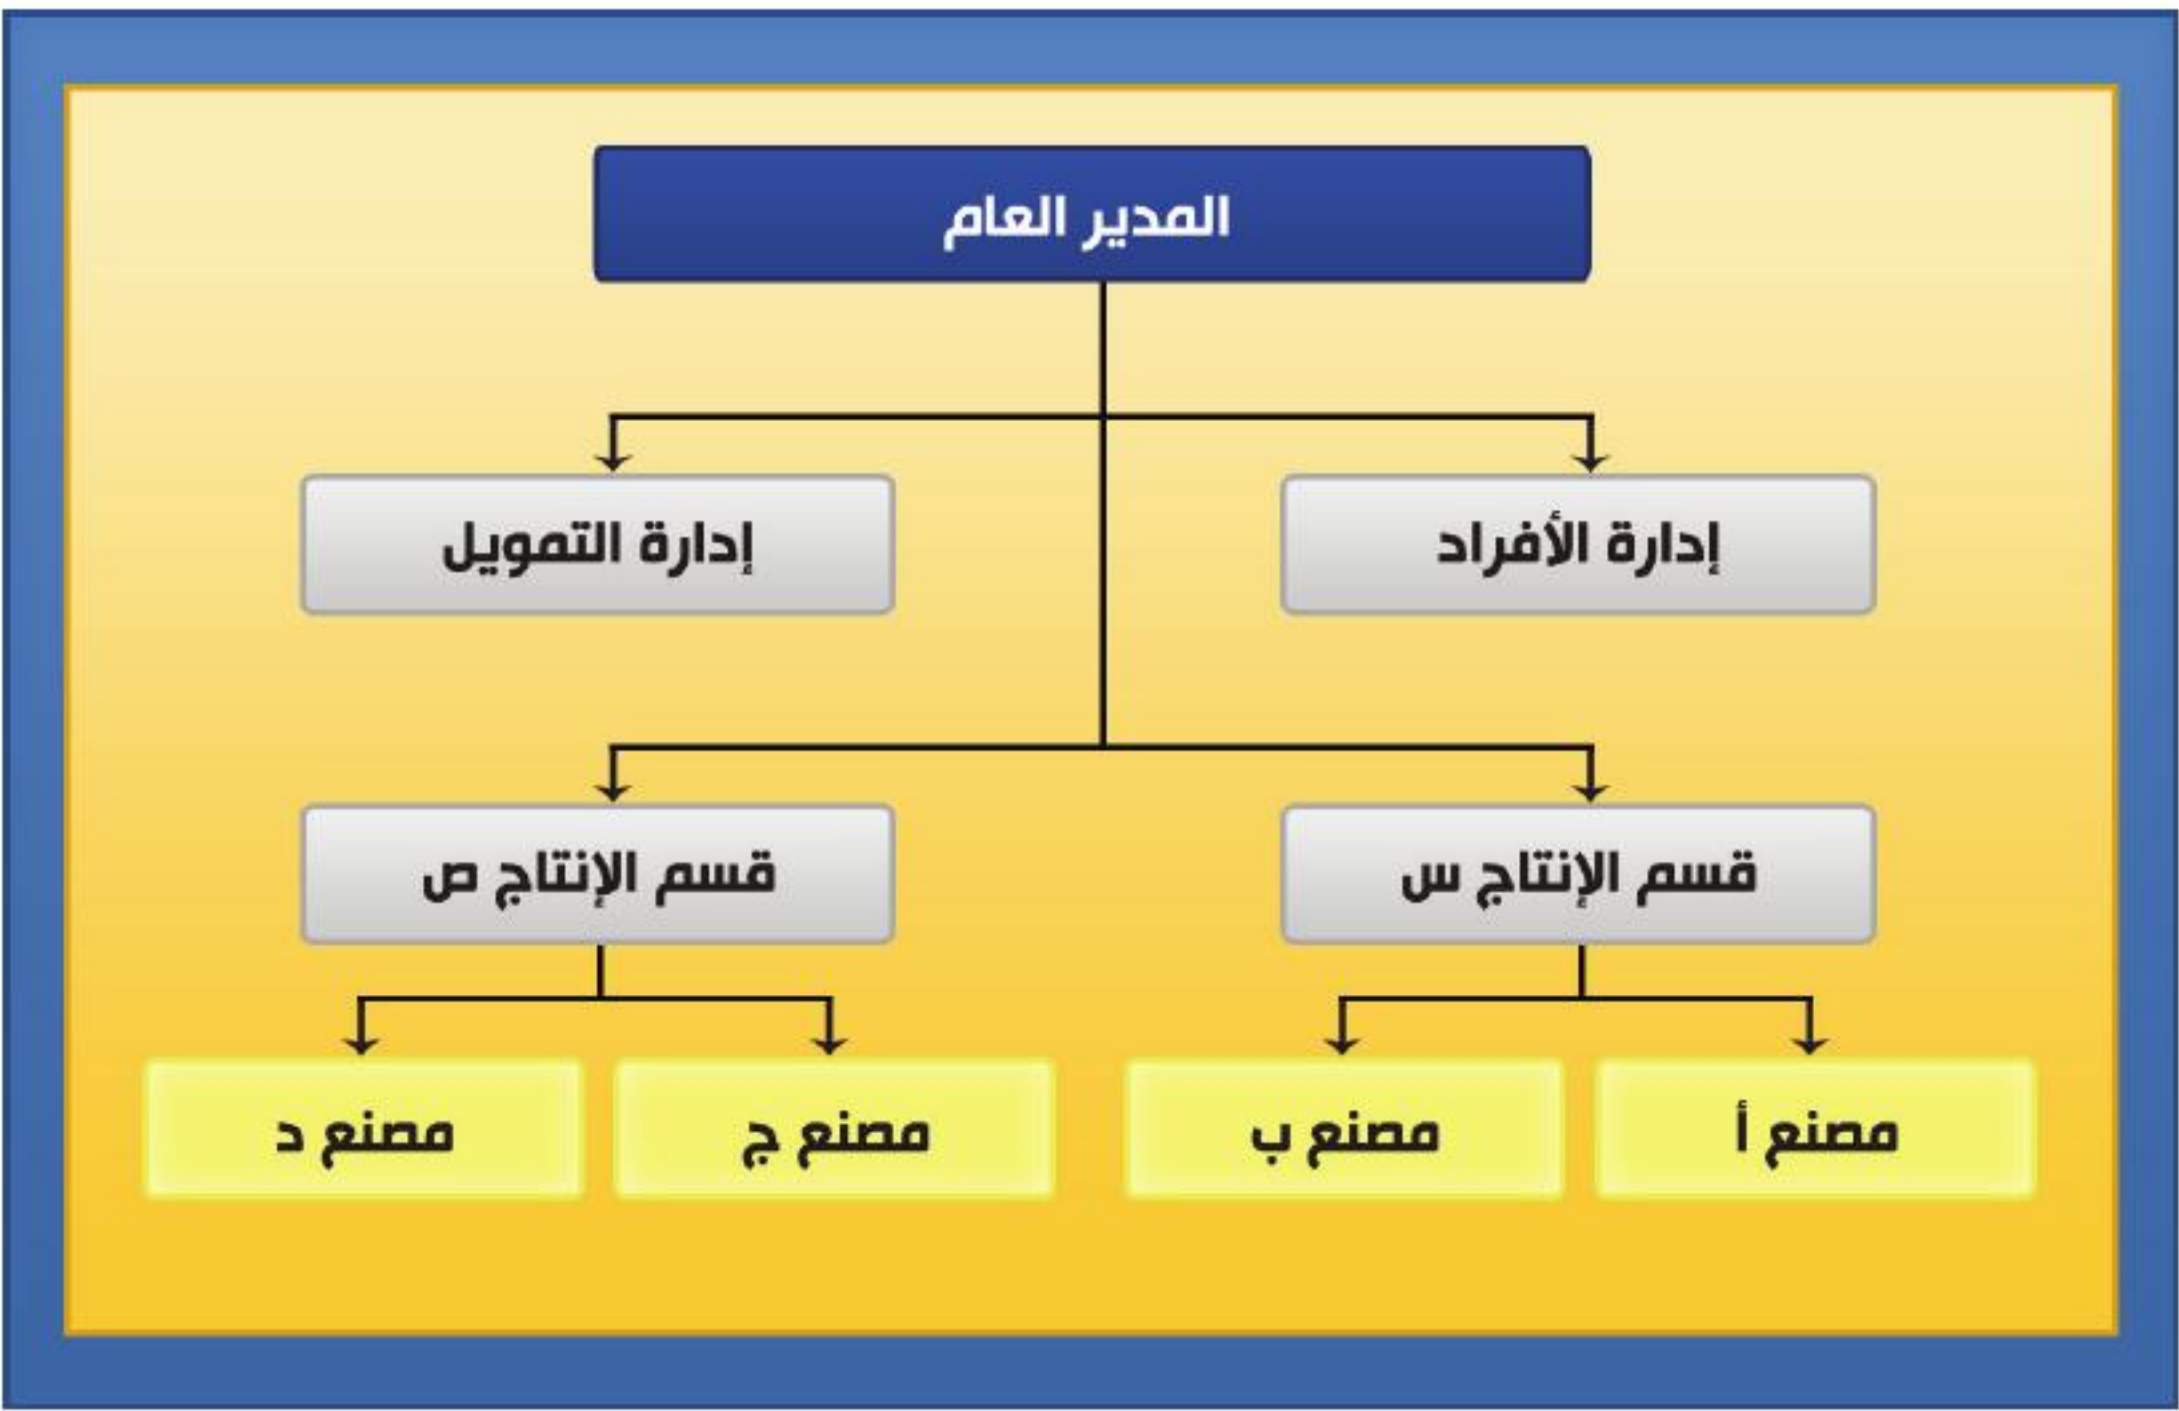 المدير العام
إدارة الأفراد
إدارة التمويل
قسم الإنتاج س
قسم الإنتاج ص
مصنع أ
مصنع ب
مصنع ج
مصنع د